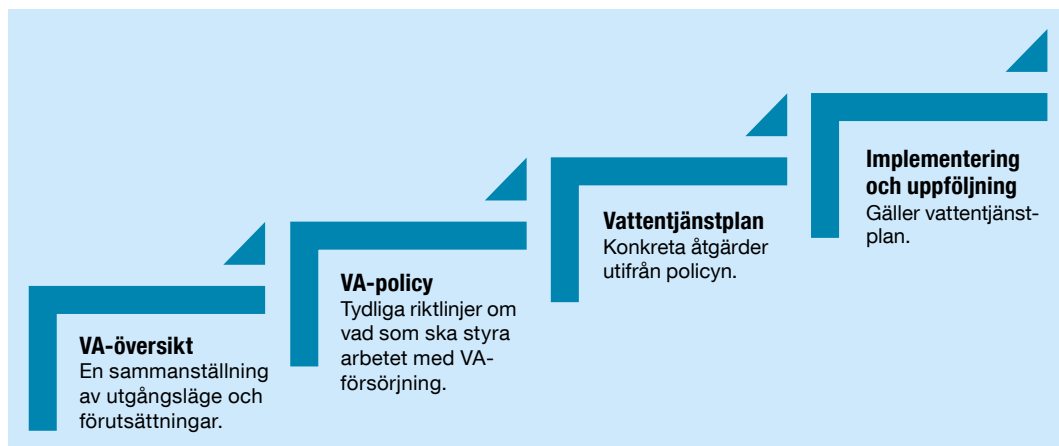 VA-översikt
En sammanställning
av utgångsläge och
förutsättningar.
VA-policy
Tydliga riktlinjer om
vad som ska styra
arbetet med VA-
försörjning.
Vattentjänstplan
Konkreta åtgärder
utifrån policyn.
Implementering
och uppföljning
Gäller vattentjänst-
plan.